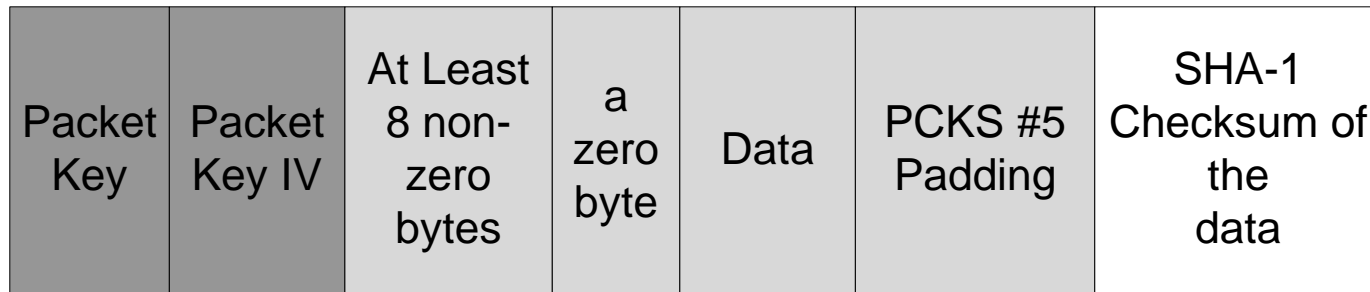 Packet
Key
Packet
Key IV
At Least
8 non-
zero
bytes
a
zero
byte
Data
PCKS #5
Padding
SHA-1
Checksum of
the
data